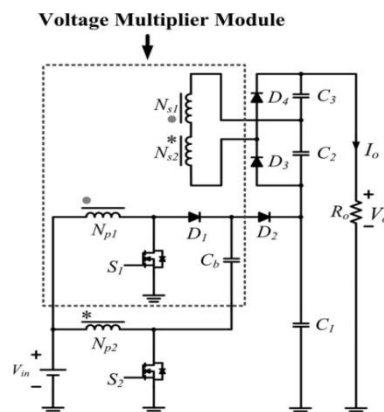 Voltage Multiplier Module
Ns1
*
Ns2
D4
C3
D3
C2
Io
Ro
+
−
Np1
D1
D2
S1
Cb
*
Np2
C1
+
Vin
−
S2